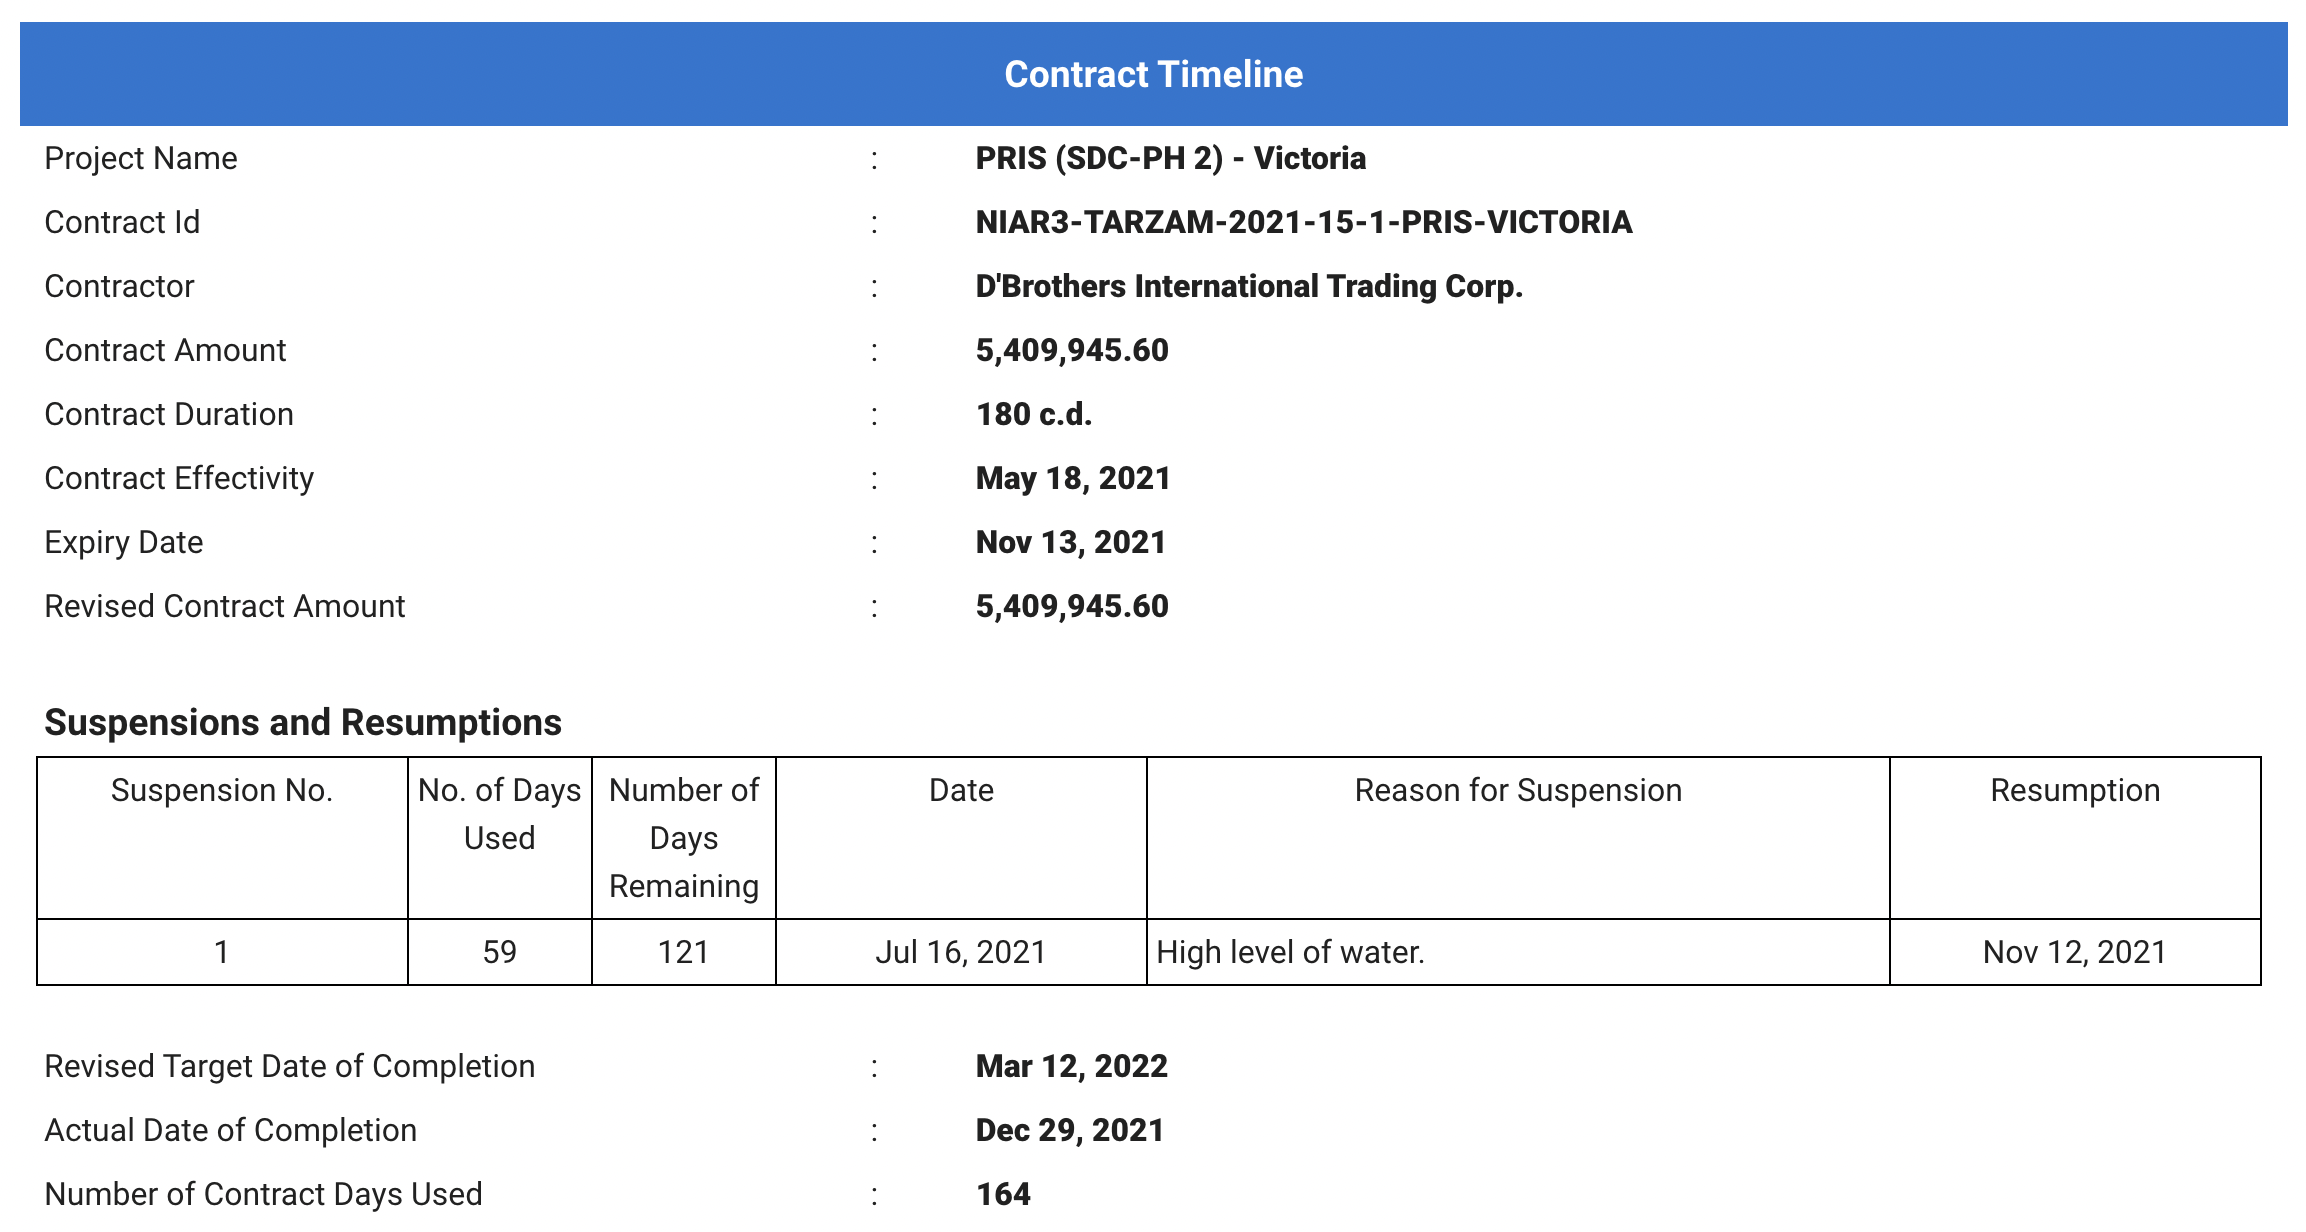 Contract Timeline
Project Name : PRIS (SDC-PH 2) - Victoria
Contract Id : NIAR3-TARZAM-2021-15-1-PRIS-VICTORIA
Contractor : D'Brothers International Trading Corp.
Contract Amount : 5,409,945.60
Contract Duration : 180 c.d.
Contract Effectivity : May 18, 2021
Expiry Date : Nov 13, 2021
Revised Contract Amount : 5,409,945.60
Suspensions and Resumptions
Suspension No. No. of Days Number of Date Reason for Suspension Resumption
Used Days
Remaining
1 59 121 Jul 16, 2021 High level of water. Nov 12, 2021
Revised Target Date of Completion : Mar 12, 2022
Actual Date of Completion : Dec 29, 2021
Number of Contract Days Used : 164